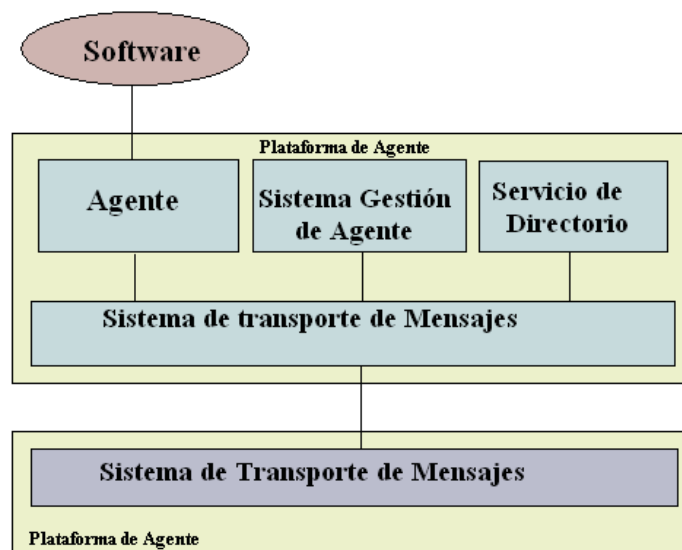 Software
Plataforma de Agente
Agente
Sistema Gestión
de Agente
Servicio de
Directorio
Sistema de transporte de Mensajes
Sistema de Transporte de Mensajes
Plataforma de Agente